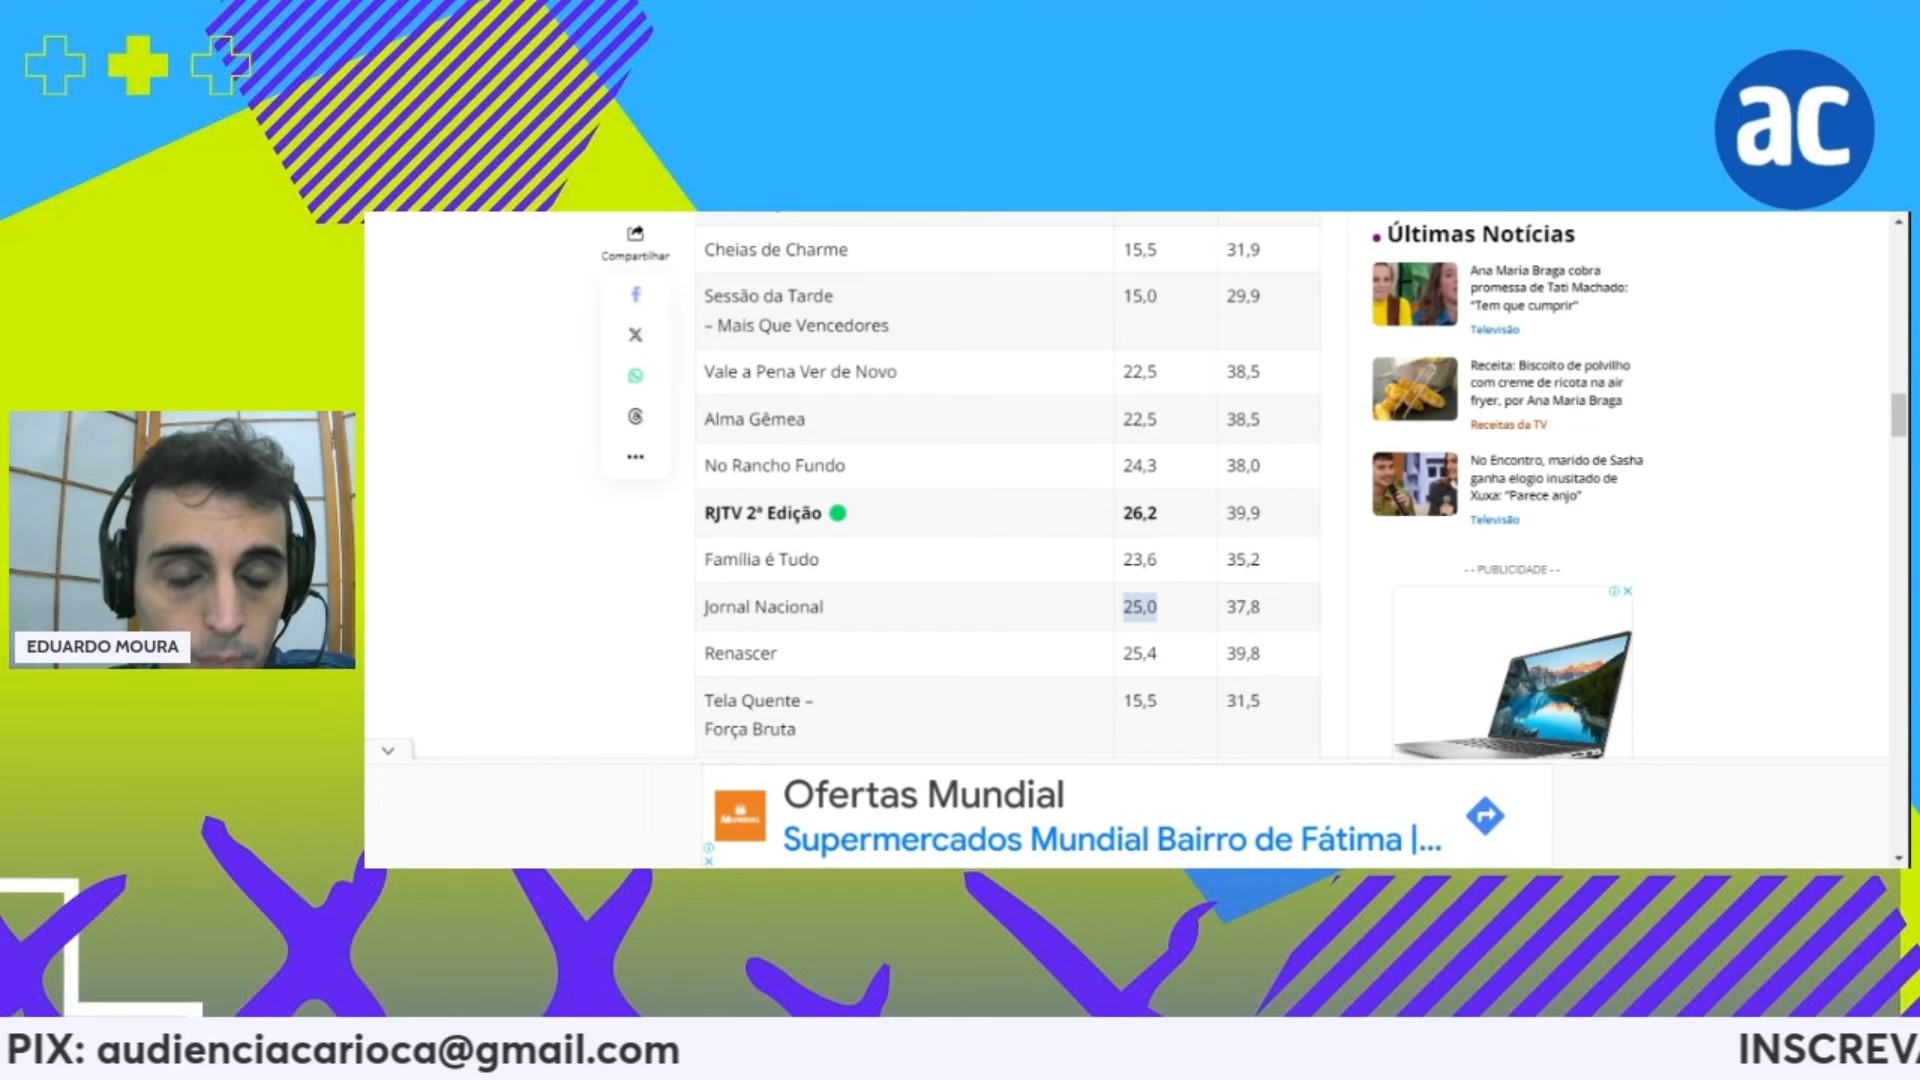 ac
Compartilhar
Cheias de Charme 15,5 31,9
Sessão da Tarde 15,0 29,9
– Mais Que Vencedores
Vale a Pena Ver de Novo 22,5 38,5
Alma Gêmea 22,5 38,5
No Rancho Fundo 24,3 38,0
RJTV 2ª Edição 26,2 39,9
Família é Tudo 23,6 35,2
Jornal Nacional 25,0 37,8
Renascer 25,4 39,8
Tela Quente – 15,5 31,5
Força Bruta
Últimas Notícias
Ana Maria Braga cobra
promessa de Tati Machado:
“Tem que cumprir”
Televisão
Receita: Biscoito de polvilho
com creme de ricota na air
fryer, por Ana Maria Braga
Receitas da TV
No Encontro, marido de Sasha
ganha elogio inusitado de
Xuxa: “Parece anjo”
Televisão
-- PUBLICIDADE --
EDUARDO MOURA
MUNDIAL
Ofertas Mundial
Supermercados Mundial Bairro de Fátima |...
PIX: audienciacarioca@gmail.com
INSCREVA